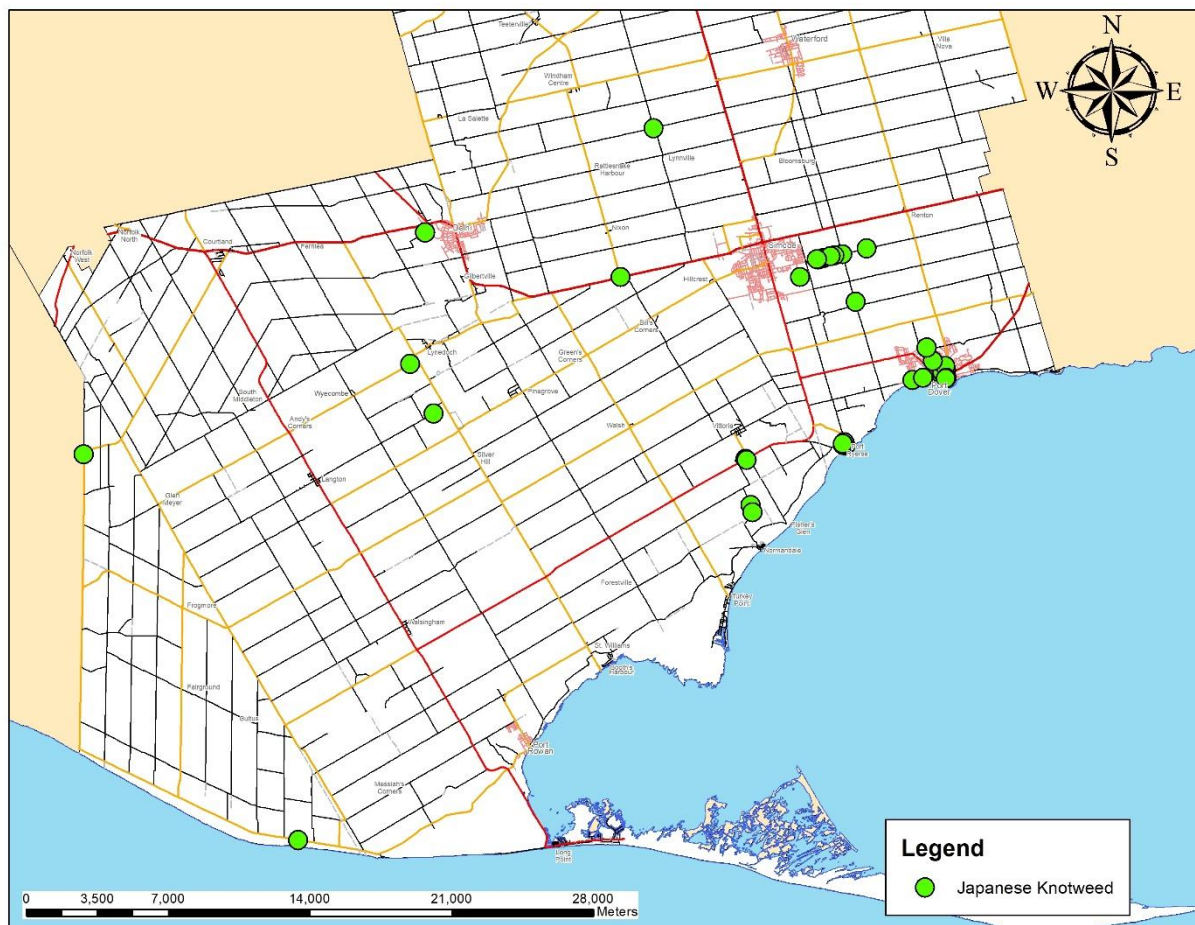 Teeterville
Waterford
Villa
Nova
N
W
E
S
Windham
Centre
La Salette
Rattlesnake
Harbour
Lynnville
Bloomsburg
Norfolk
North
Norfolk
West
Courtland
Fernlea
Delhi
Nixon
Simcoe
Renton
Gilbertville
Hillcrest
Bill's
Corners
Lynedoch
Green's
Corners
South
Middleton
Wyecombe
Pinegrove
Port
Dover
Andy's
Corners
Walsh
Vittoria
Silver
Hill
Port
Ryerse
Langton
Glen
Meyer
Fisher's
Glen
Normandale
Forestville
Turkey
Point
Frogmore
Walsingham
St. Williams
Booth's
Harbour
Fairground
Bultus
Port
Rowan
Messiah's
Corners
Long
Point
Legend
Japanese Knotweed
0 3,500 7,000 14,000 21,000 28,000
Meters